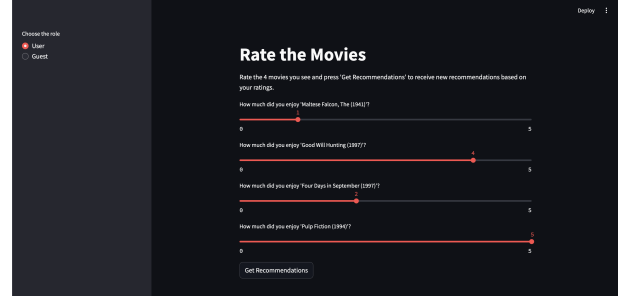 Deploy
Choose the role
User
Guest
Rate the Movies
Rate the 4 movies you see and press 'Get Recommendations' to receive new recommendations based on
your ratings.
How much did you enjoy 'Maltese Falcon, The (1941)'?
1
0 5
How much did you enjoy 'Good Will Hunting (1997)'?
4
0 5
How much did you enjoy 'Four Days in September (1997)'?
2
0 5
How much did you enjoy 'Pulp Fiction (1994)'?
5
0 5
Get Recommendations